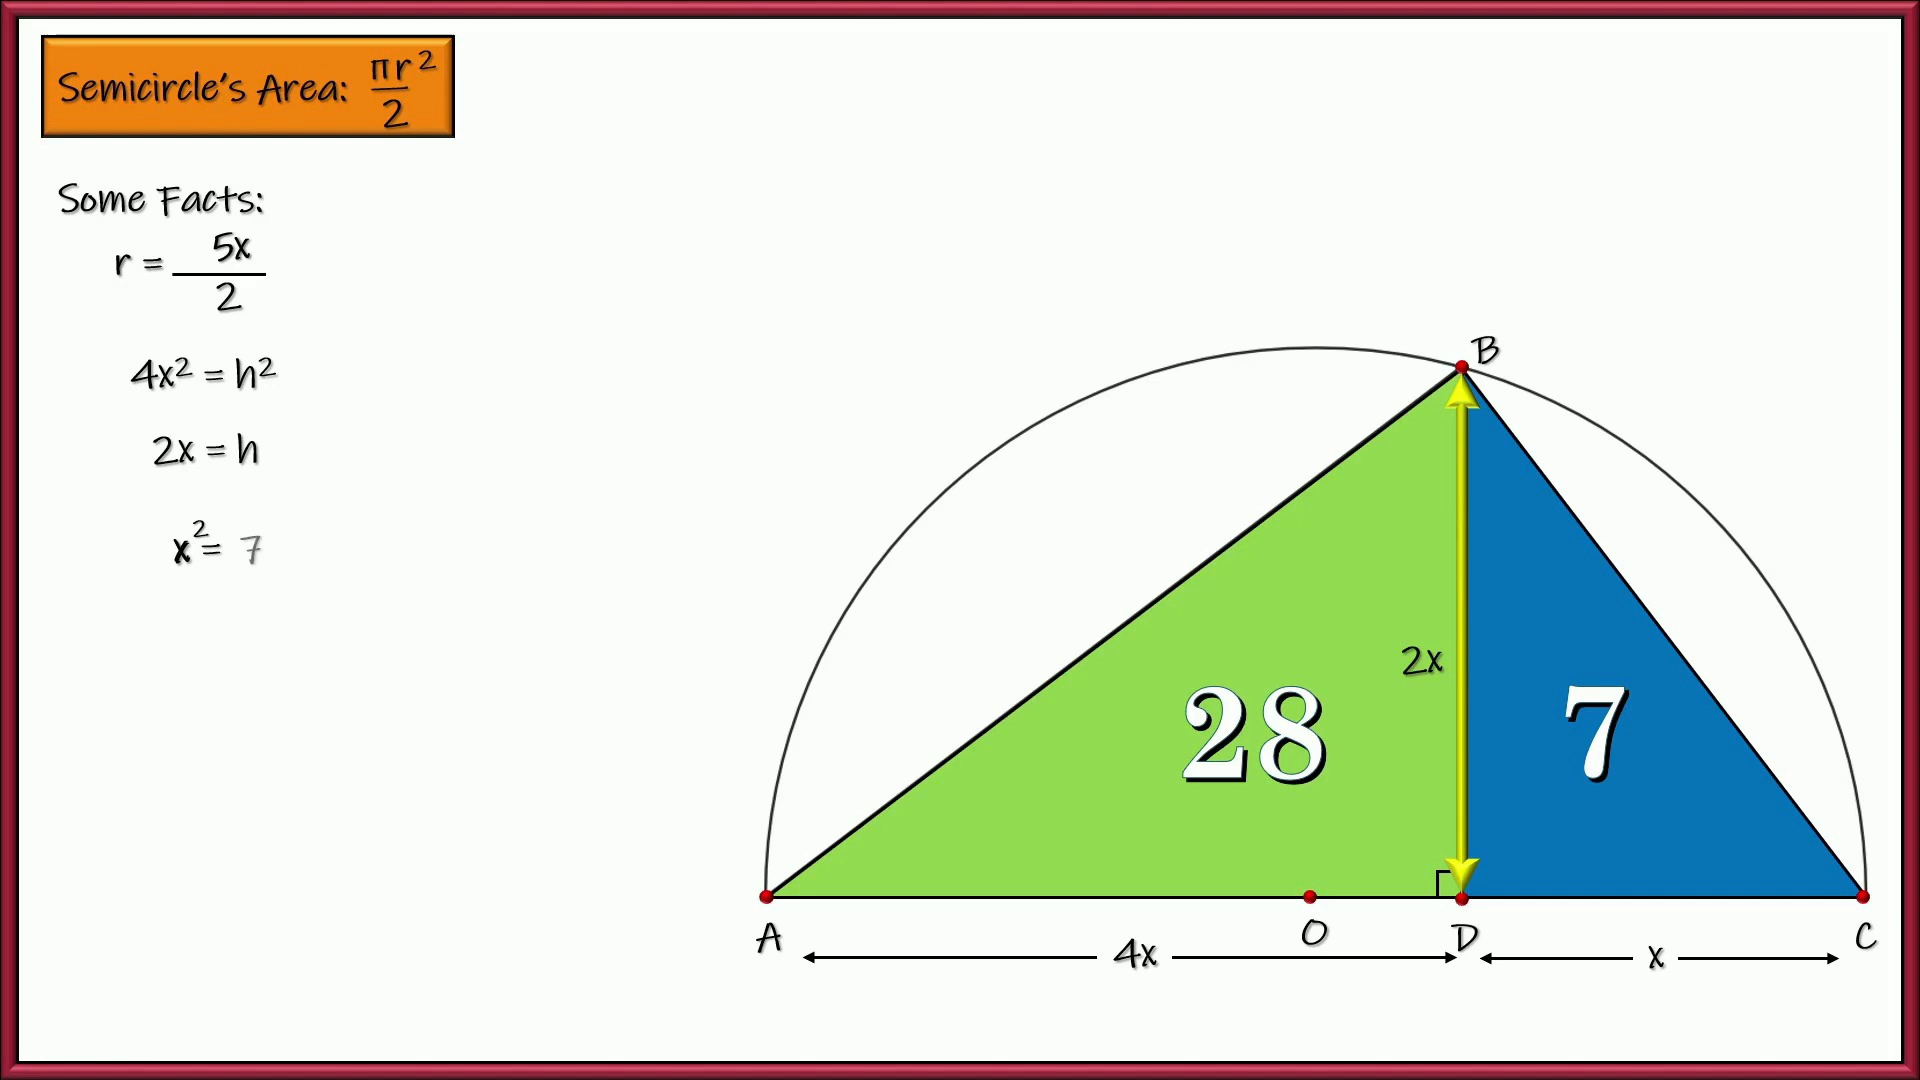 Semicircle's Area: πr²/2
Some Facts:
r = 5x/2
4x² = h²
2x = h
x² = 7
B
2x
28
7
A
O
D
C
4x
x